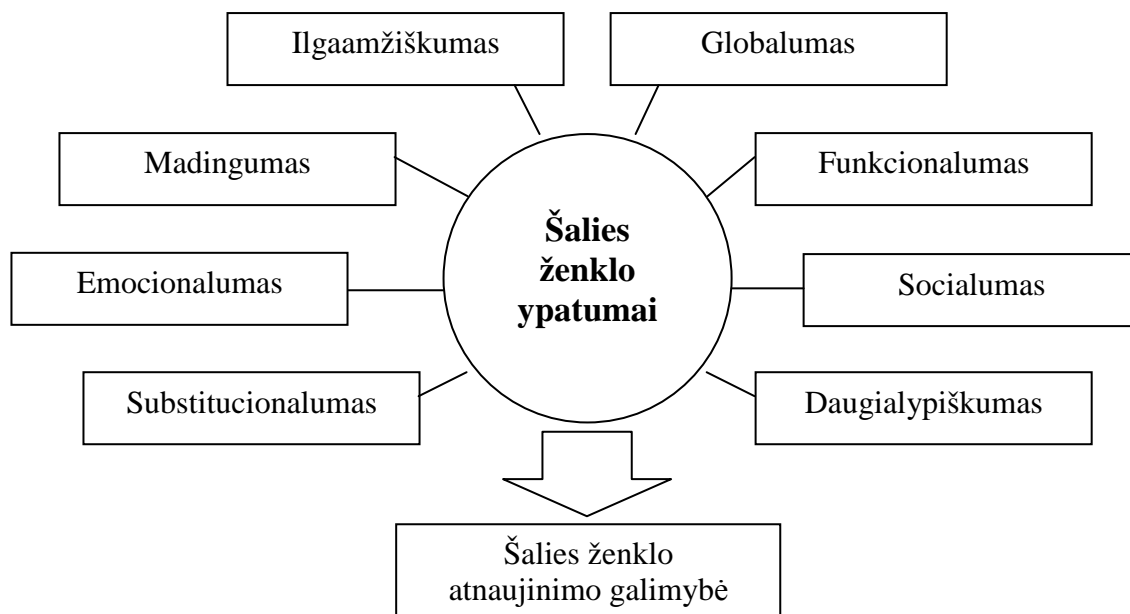 Ilgaamžiškumas
Globalumas
Madingumas
Funkcionalumas
Šalies
ženklo
ypatumai
Emocionalumas
Socialumas
Substitucionalumas
Daugialypiškumas
Šalies ženklo
atnaujinimo galimybė